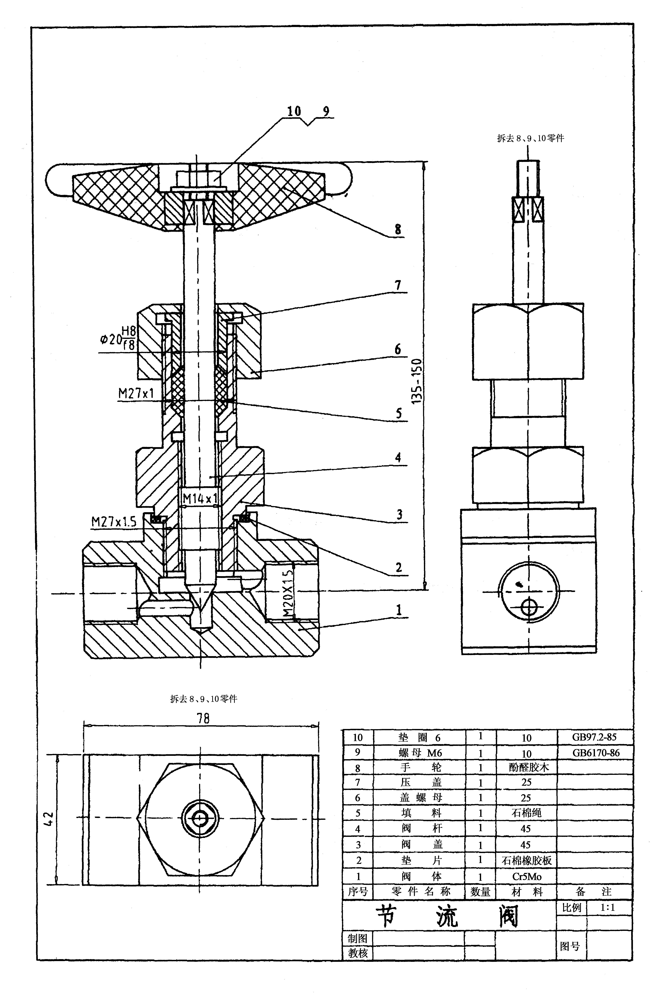 10 9
拆去8、9、10零件
8
7
φ20 H8/f8
6
135-150
M27x1
5
4
M14x1
3
M27x1.5
2
M20X1.5
1
拆去8、9、10零件
78
42
10 垫圈6 1 10 GB97.2-85
9 螺母M6 1 10 GB6170-86
8 手轮 1 酚醛胶木
7 压盖 1 25
6 盖螺母 1 25
5 填料 1 石棉绳
4 阀杆 1 45
3 阀盖 1 45
2 垫片 1 石棉橡胶板
1 阀体 1 Cr5Mo
序号 零件名称 数量 材料 备注
节流阀 比例 1:1
制图 图号
教核